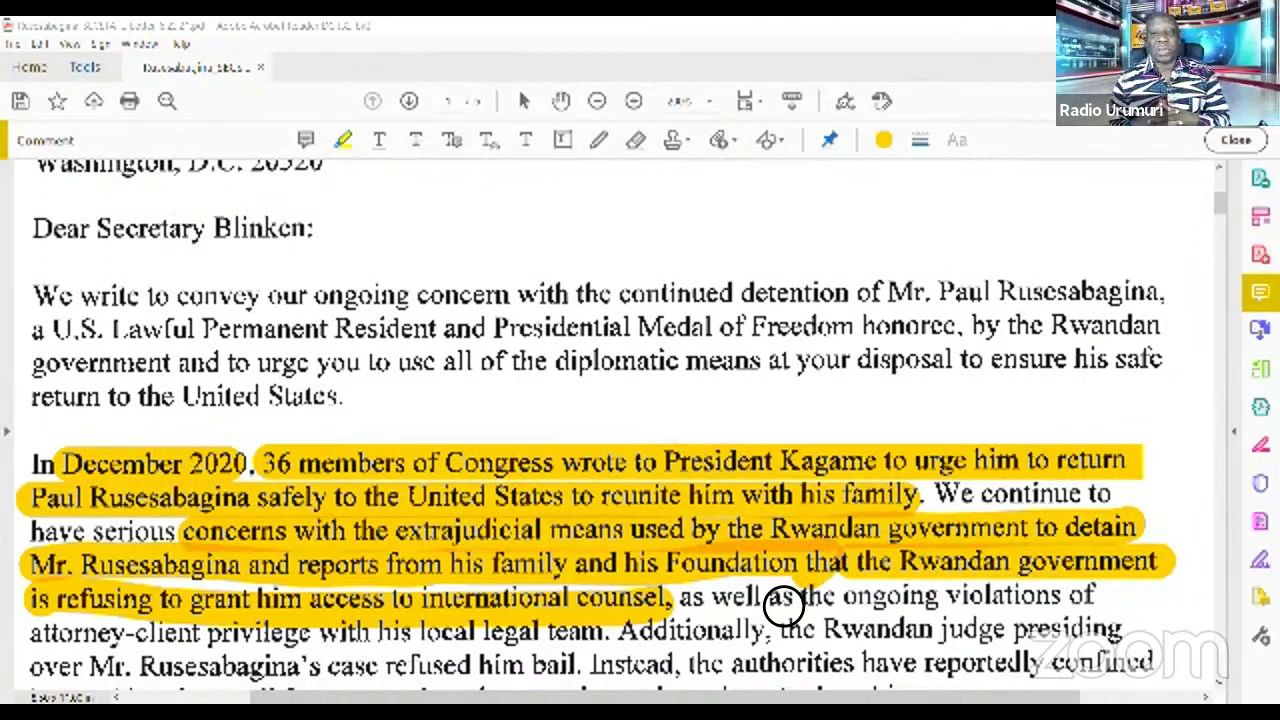 Home Tools
Comment
Close
Radio Urumuri
Washington, D.C. 20520
Dear Secretary Blinken:
We write to convey our ongoing concern with the continued detention of Mr. Paul Rusesabagina,
a U.S. Lawful Permanent Resident and Presidential Medal of Freedom honoree, by the Rwandan
government and to urge you to use all of the diplomatic means at your disposal to ensure his safe
return to the United States.
In December 2020, 36 members of Congress wrote to President Kagame to urge him to return
Paul Rusesabagina safely to the United States to reunite him with his family. We continue to
have serious concerns with the extrajudicial means used by the Rwandan government to detain
Mr. Rusesabagina and reports from his family and his Foundation that the Rwandan government
is refusing to grant him access to international counsel, as well as the ongoing violations of
attorney-client privilege with his local legal team. Additionally, the Rwandan judge presiding
over Mr. Rusesabagina's case refused him bail. Instead, the authorities have reportedly confined
zoom